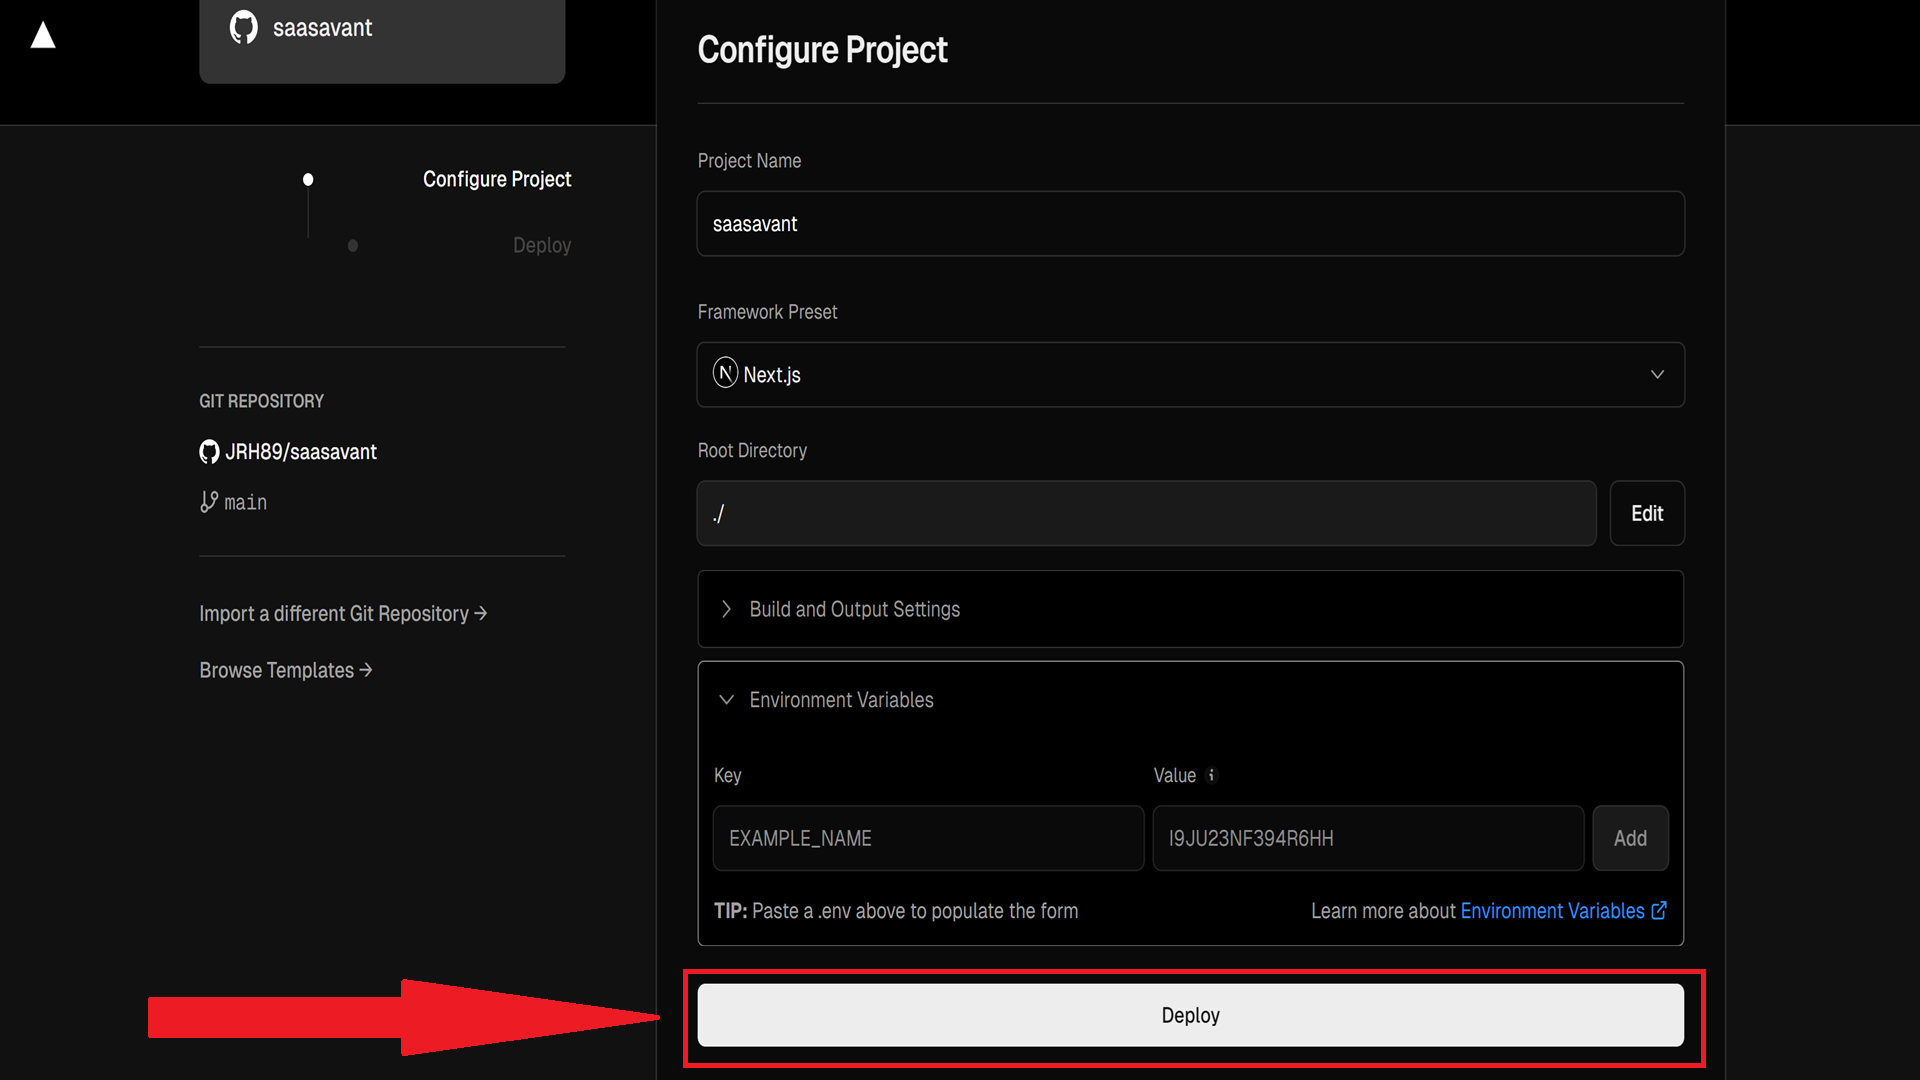 saasavant
Configure Project
Deploy
GIT REPOSITORY
JRH89/saasavant
main
Import a different Git Repository →
Browse Templates →
Configure Project
Project Name
saasavant
Framework Preset
N Next.js
Root Directory
./
Edit
Build and Output Settings
Environment Variables
Key
Value i
EXAMPLE_NAME
I9JU23NF394R6HH
Add
TIP: Paste a .env above to populate the form
Learn more about Environment Variables
Deploy